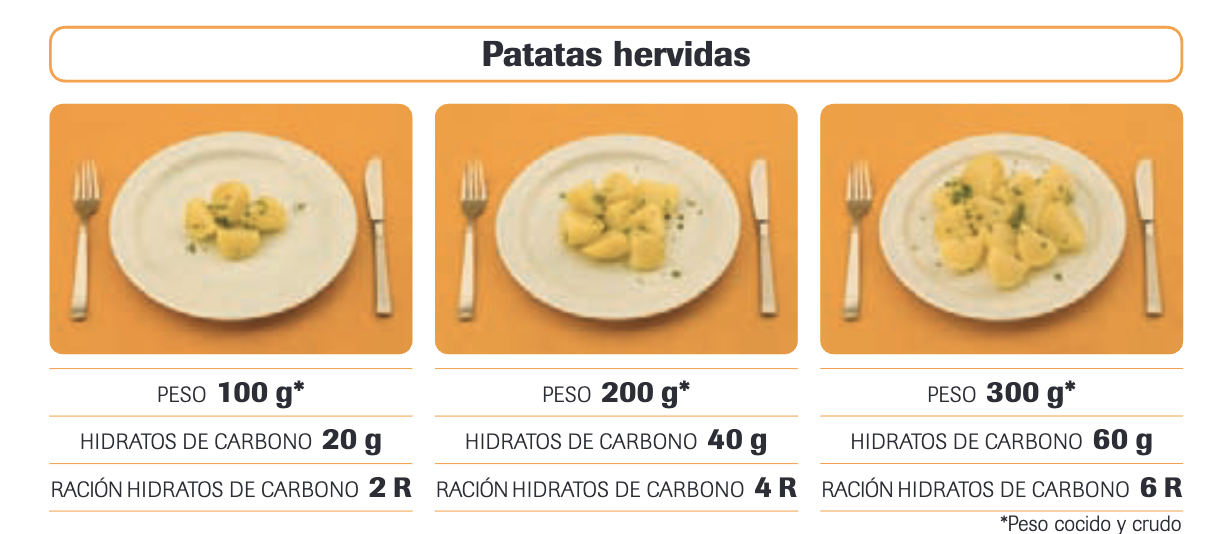 Patatas hervidas
PESO 100 g*
HIDRATOS DE CARBONO 20 g
RACIÓN HIDRATOS DE CARBONO 2 R
PESO 200 g*
HIDRATOS DE CARBONO 40 g
RACIÓN HIDRATOS DE CARBONO 4 R
PESO 300 g*
HIDRATOS DE CARBONO 60 g
RACIÓN HIDRATOS DE CARBONO 6 R
*Peso cocido y crudo